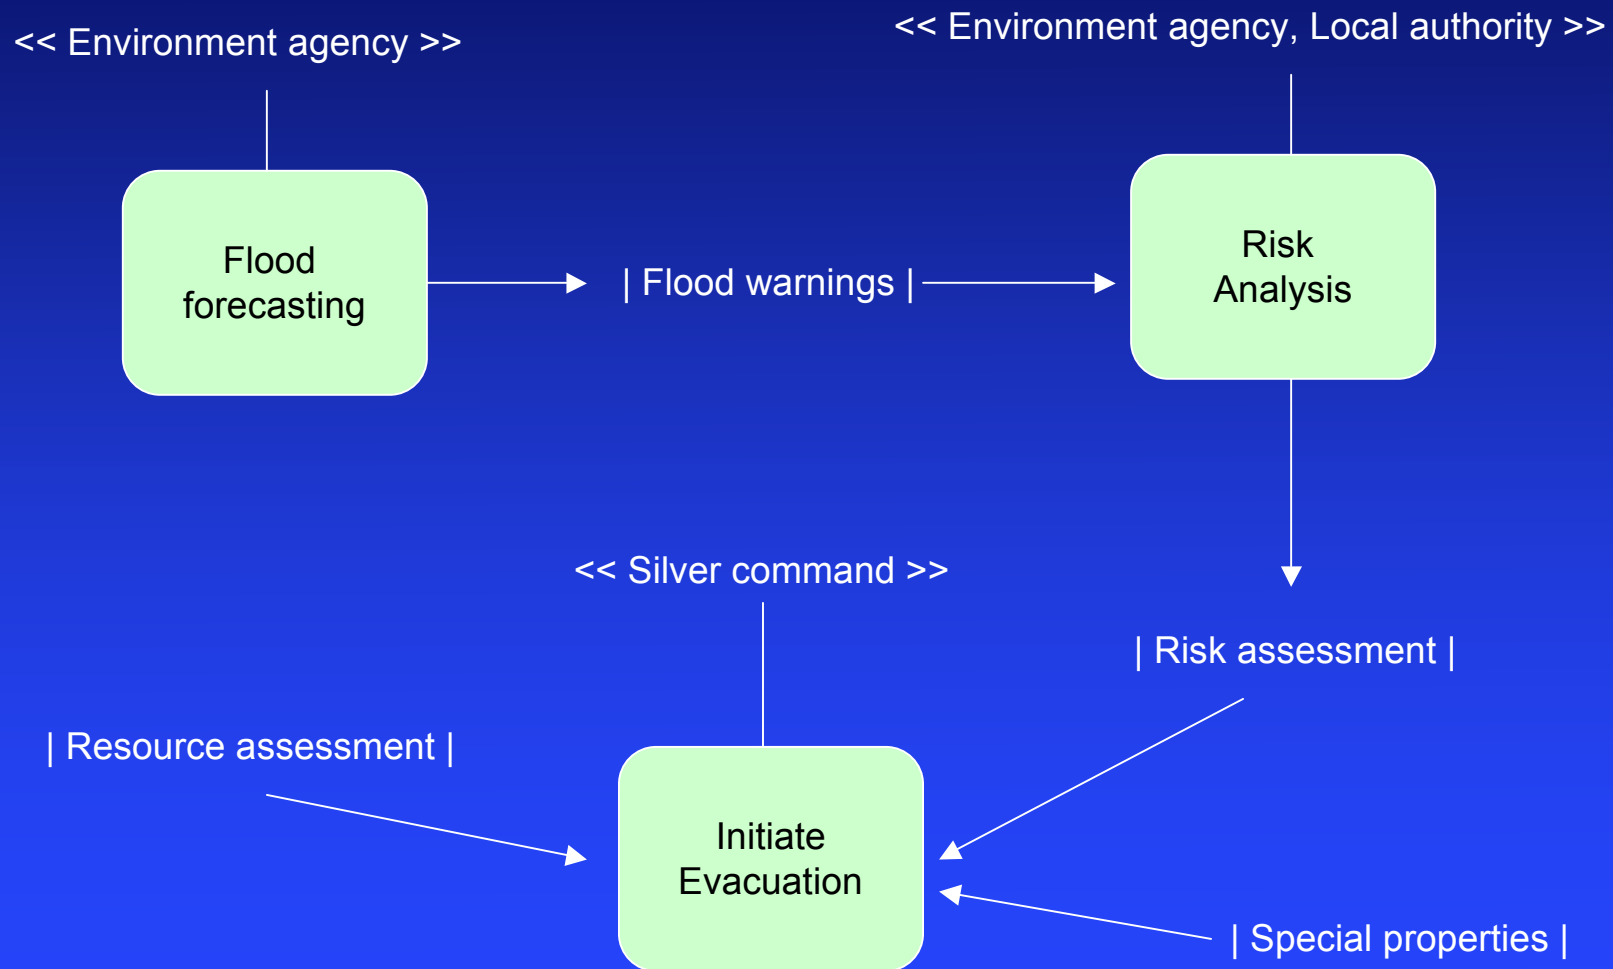 << Environment agency >>
<< Environment agency, Local authority >>
Flood
forecasting
| Flood warnings |
Risk
Analysis
<< Silver command >>
| Risk assessment |
| Resource assessment |
Initiate
Evacuation
| Special properties |